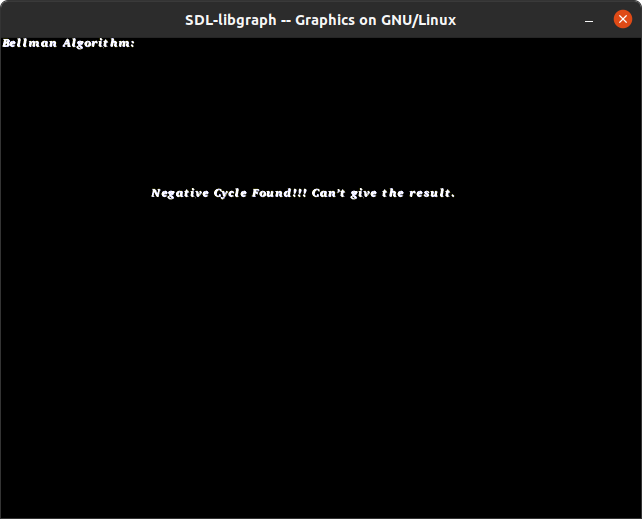 SDL-libgraph -- Graphics on GNU/Linux
Bellman Algorithm:
Negative Cycle Found!!! Can't give the result.